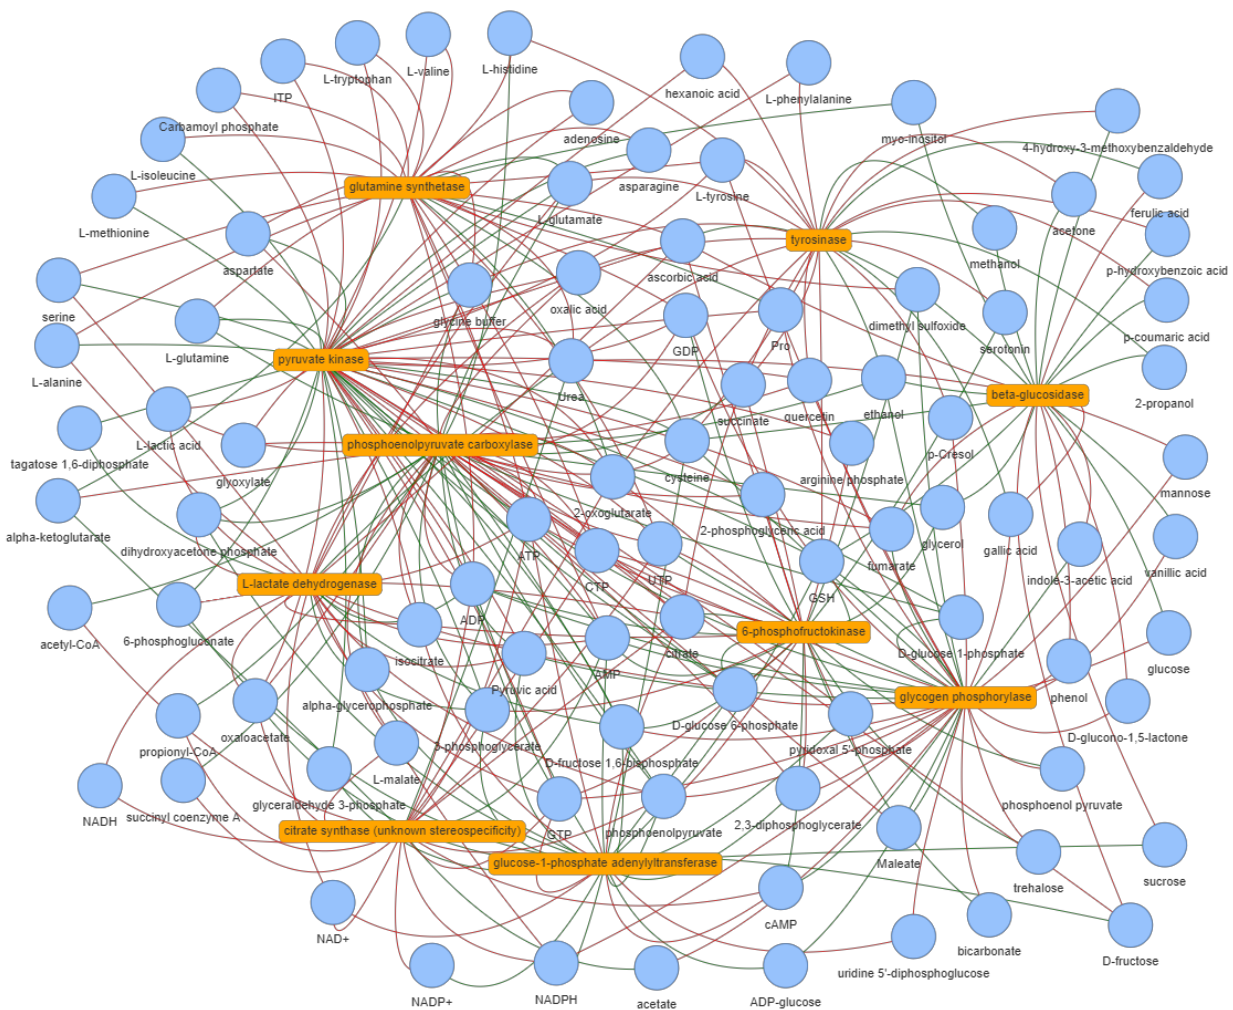 L-histidine
L-valine
L-tryptophan
ITP
hexanoic acid
L-phenylalanine
Carbamoyl phosphate
adenosine
myo-inositol
4-hydroxy-3-methoxybenzaldehyde
L-isoleucine
glutamine synthetase
asparagine
L-tyrosine
L-glutamate
ferulic acid
L-methionine
acetone
tyrosinase
aspartate
ascorbic acid
methanol
p-hydroxybenzoic acid
serine
glycine buffer
oxalic acid
dimethyl sulfoxide
p-coumaric acid
L-glutamine
GDP
Pro
serotonin
pyruvate kinase
L-alanine
Urea
beta-glucosidase
2-propanol
succinate
quercetin
ethanol
L-lactic acid
phosphoenolpyruvate carboxylase
p-Cresol
tagatose 1,6-diphosphate
glyoxylate
cysteine
arginine phosphate
mannose
2-oxoglutarate
2-phosphoglyceric acid
alpha-ketoglutarate
dihydroxyacetone phosphate
ATP
CTP
UTP
fumarate
glycerol
gallic acid
indole-3-acetic acid
vanillic acid
L-lactate dehydrogenase
GSH
ADP
6-phosphogluconate
acetyl-CoA
6-phosphofructokinase
isocitrate
citrate
D-glucose 1-phosphate
glucose
AMP
Pyruvic acid
glycogen phosphorylase
phenol
alpha-glycerophosphate
D-glucose 6-phosphate
D-glucono-1,5-lactone
oxaloacetate
3-phosphoglycerate
pyridoxal 5'-phosphate
propionyl-CoA
L-malate
D-fructose 1,6-bisphosphate
glyceraldehyde 3-phosphate
phosphoenol pyruvate
NADH
succinyl coenzyme A
citrate synthase (unknown stereospecificity)
GTP
phosphoenolpyruvate
2,3-diphosphoglycerate
glucose-1-phosphate adenylyltransferase
Maleate
trehalose
sucrose
cAMP
NAD+
bicarbonate
D-fructose
uridine 5'-diphosphoglucose
NADP+
NADPH
acetate
ADP-glucose